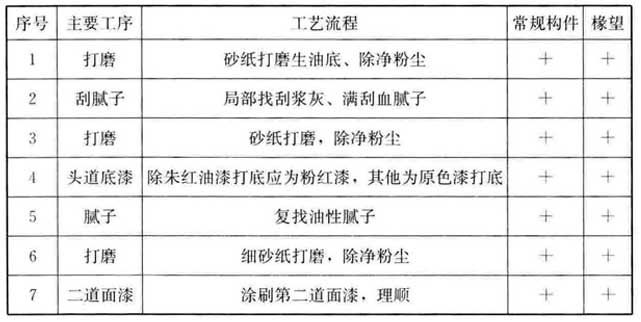 序号 主要工序 工艺流程 常规构件 椽望
1 打磨 砂纸打磨生油底、除净粉尘 + +
2 刮腻子 局部找刮浆灰、满刮血腻子 + +
3 打磨 砂纸打磨，除净粉尘 + +
4 头道底漆 除朱红油漆打底应为粉红漆，其他为原色漆打底 + +
5 腻子 复找油性腻子 + +
6 打磨 细砂纸打磨，除净粉尘 + +
7 二道面漆 涂刷第二道面漆，理顺 + +